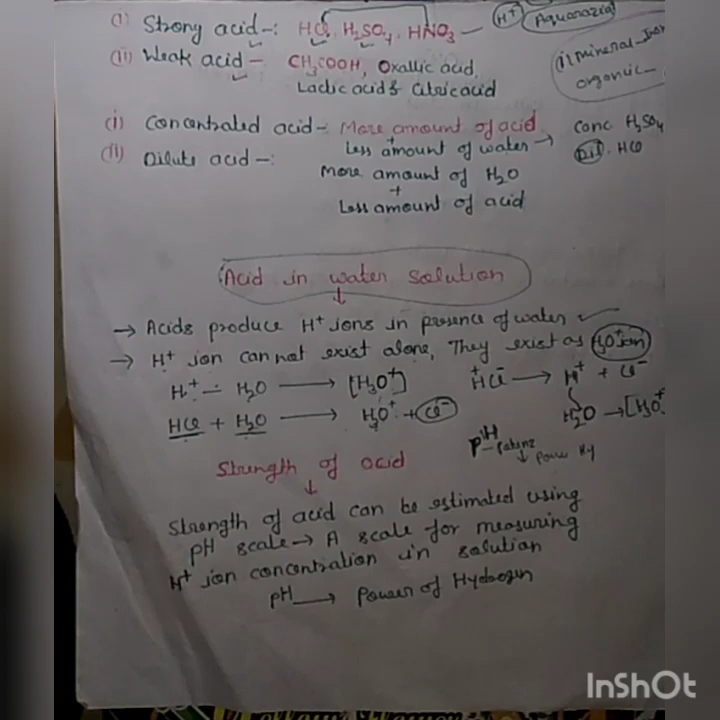 (i) Strong acid -: HCl, H2SO4, HNO3 - (H+) Aquarazia
(ii) Weak acid - CH3COOH, Oxallic acid,
Lactic acid & Citric acid
(i) mineral -
organic -
(i) Concentrated acid -: More amount of acid
+
Less amount of water → Conc H2SO4
(ii) Dilute acid -: Dil. HCl
More amount of H2O
+
Less amount of acid
Acid in water solution
↓
→ Acids produce H+ ions in presence of water
→ H+ ion can not exist alone, They exist as H3O+ ion
H+ - H2O → [H3O+]
HCl → H+ + Cl-
HCl + H2O → H3O+ + Cl-
H2O → [H3O+
pH
↓ Power Hy
Strength of acid
↓
Strength of acid can be estimated using
pH scale → A scale for measuring
H+ ion concentration in solution
pH → Power of Hydrogen
InShOt